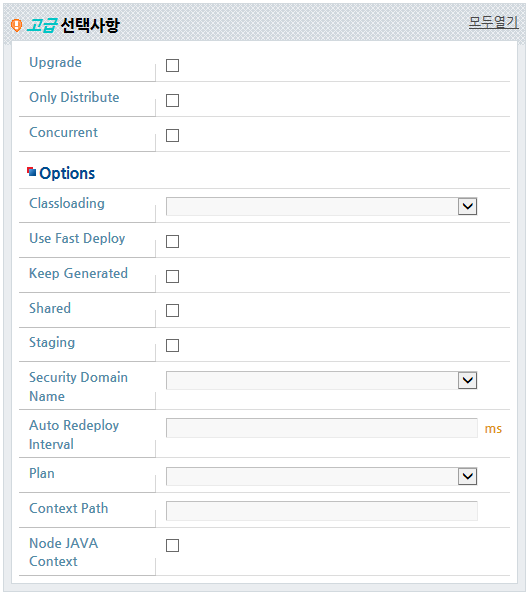 고급 선택사항
모두열기
Upgrade
Only Distribute
Concurrent
Options
Classloading
Use Fast Deploy
Keep Generated
Shared
Staging
Security Domain
Name
Auto Redeploy
Interval
ms
Plan
Context Path
Node JAVA
Context